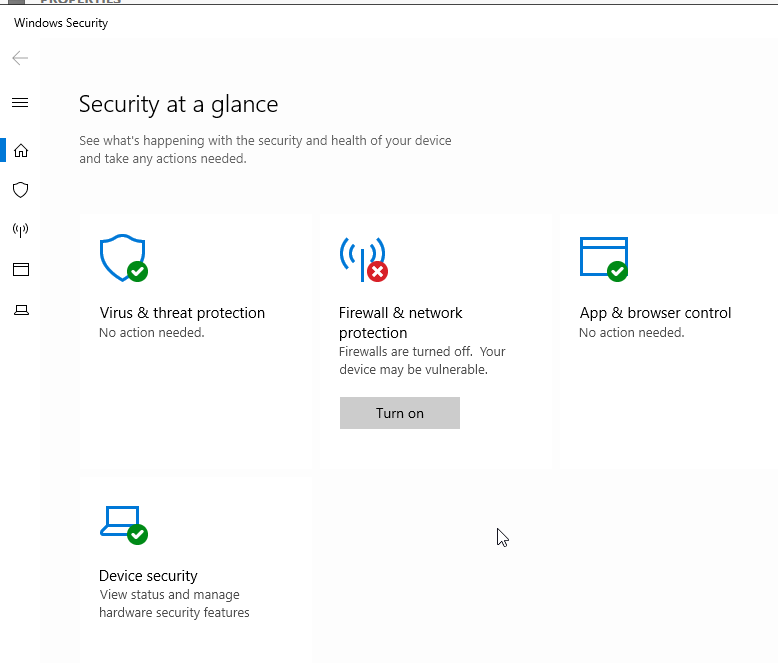 PROPERTIES
Windows Security
Security at a glance
See what's happening with the security and health of your device
and take any actions needed.
Virus & threat protection
No action needed.
Firewall & network
protection
Firewalls are turned off.  Your
device may be vulnerable.
Turn on
App & browser control
No action needed.
Device security
View status and manage
hardware security features